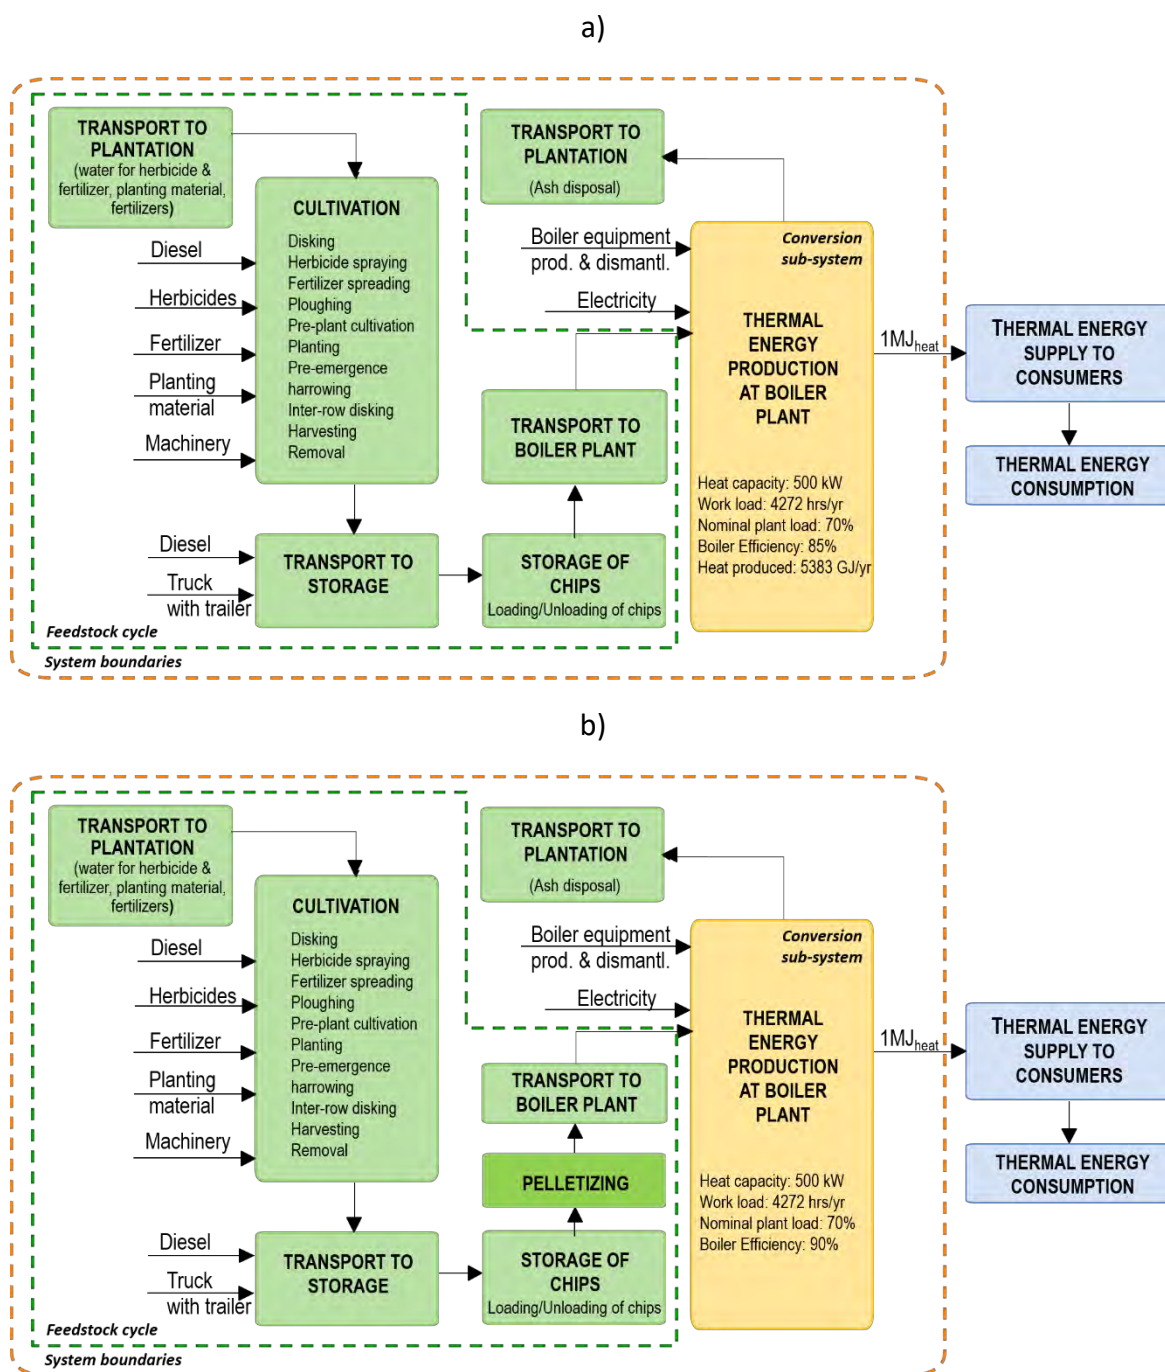 a)
TRANSPORT TO
PLANTATION
(water for herbicide &
fertilizer, planting material,
fertilizers)
Diesel
Herbicides
Fertilizer
Planting
material
Machinery
CULTIVATION
Disking
Herbicide spraying
Fertilizer spreading
Ploughing
Pre-plant cultivation
Planting
Pre-emergence
harrowing
Inter-row disking
Harvesting
Removal
Diesel
Truck
with trailer
TRANSPORT TO
STORAGE
STORAGE OF
CHIPS
Loading/Unloading of chips
TRANSPORT TO
BOILER PLANT
TRANSPORT TO
PLANTATION
(Ash disposal)
Boiler equipment
prod. & dismantl.
Electricity
Conversion
sub-system
THERMAL
ENERGY
PRODUCTION
AT BOILER
PLANT
Heat capacity: 500 kW
Work load: 4272 hrs/yr
Nominal plant load: 70%
Boiler Efficiency: 85%
Heat produced: 5383 GJ/yr
1MJheat
THERMAL ENERGY
SUPPLY TO
CONSUMERS
THERMAL ENERGY
CONSUMPTION
Feedstock cycle
System boundaries
b)
TRANSPORT TO
PLANTATION
(water for herbicide &
fertilizer, planting material,
fertilizers)
Diesel
Herbicides
Fertilizer
Planting
material
Machinery
CULTIVATION
Disking
Herbicide spraying
Fertilizer spreading
Ploughing
Pre-plant cultivation
Planting
Pre-emergence
harrowing
Inter-row disking
Harvesting
Removal
Diesel
Truck
with trailer
TRANSPORT TO
STORAGE
STORAGE OF
CHIPS
Loading/Unloading of chips
PELLETIZING
TRANSPORT TO
BOILER PLANT
TRANSPORT TO
PLANTATION
(Ash disposal)
Boiler equipment
prod. & dismantl.
Electricity
Conversion
sub-system
THERMAL
ENERGY
PRODUCTION
AT BOILER
PLANT
Heat capacity: 500 kW
Work load: 4272 hrs/yr
Nominal plant load: 70%
Boiler Efficiency: 90%
1MJheat
THERMAL ENERGY
SUPPLY TO
CONSUMERS
THERMAL ENERGY
CONSUMPTION
Feedstock cycle
System boundaries